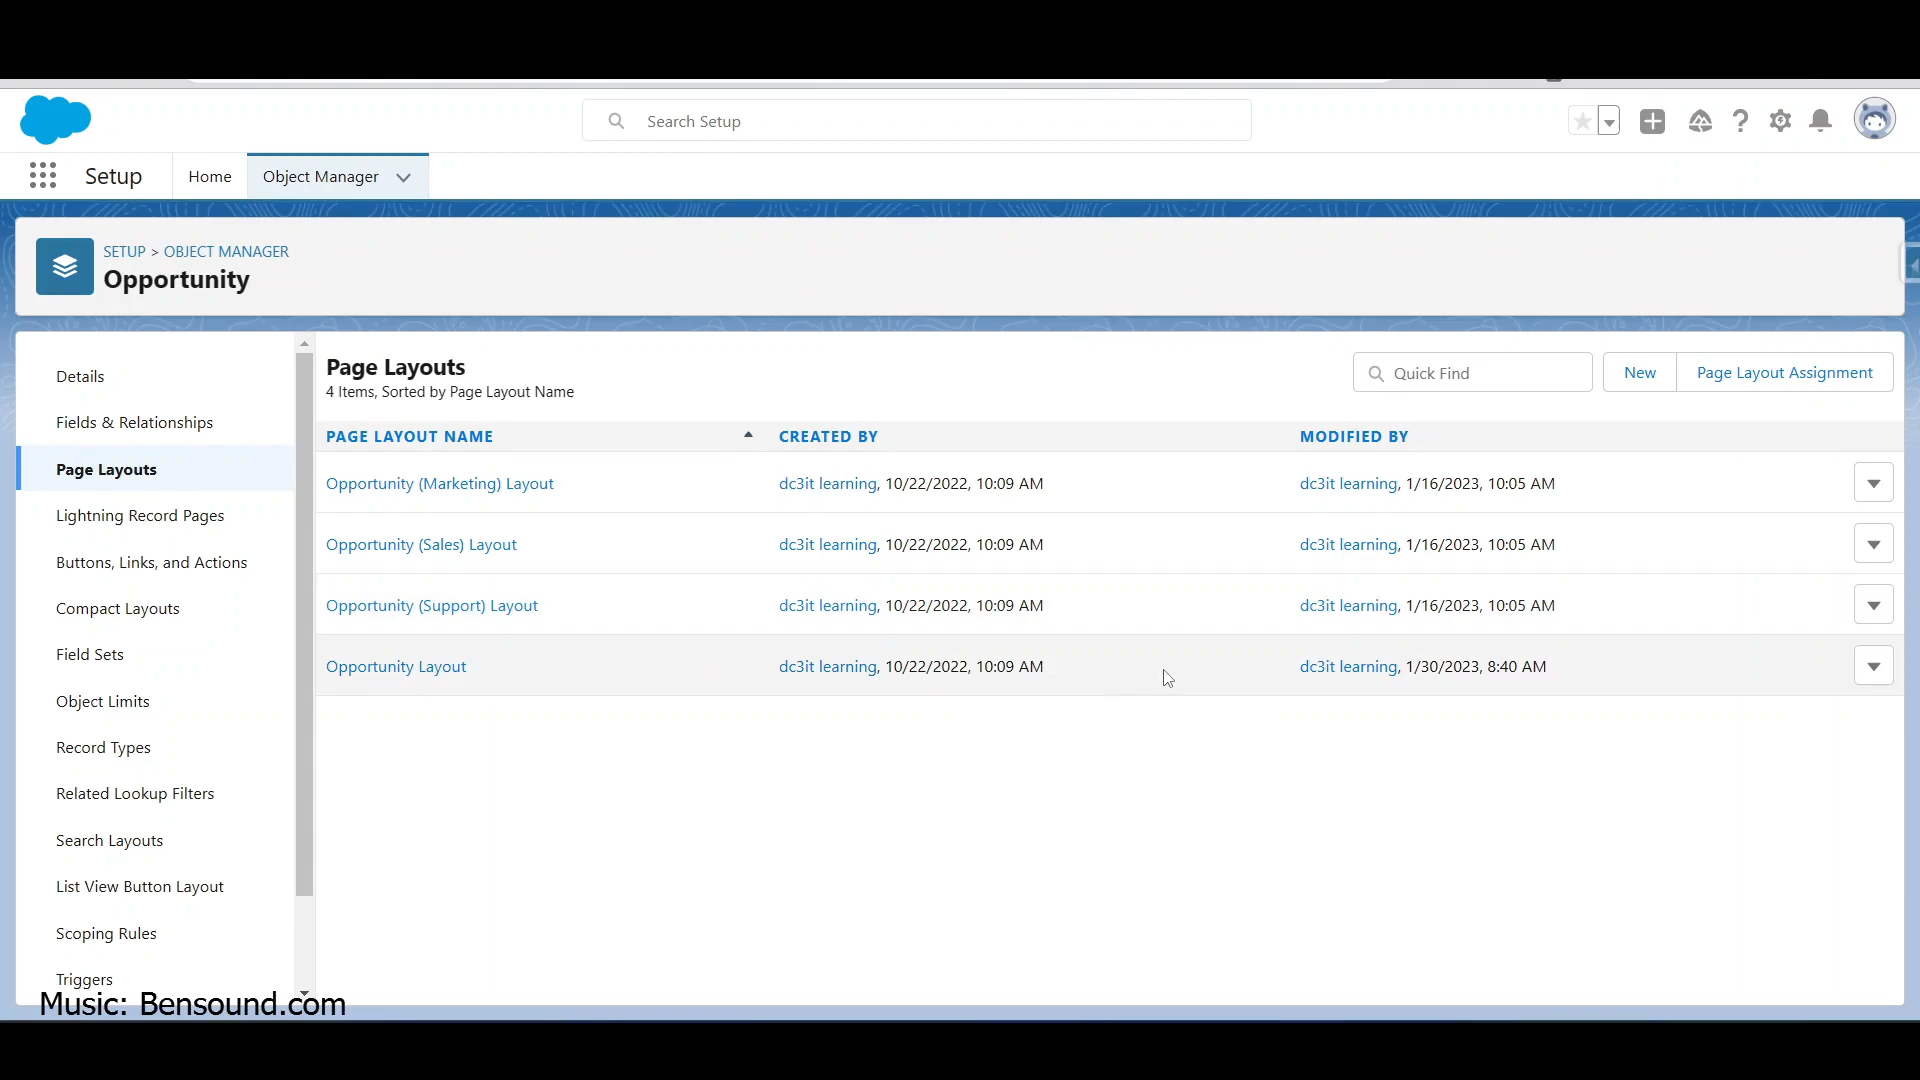 Search Setup
Setup
Home
Object Manager
SETUP > OBJECT MANAGER
Opportunity
Details
Fields & Relationships
Page Layouts
Lightning Record Pages
Buttons, Links, and Actions
Compact Layouts
Field Sets
Object Limits
Record Types
Related Lookup Filters
Search Layouts
List View Button Layout
Scoping Rules
Triggers
Page Layouts
4 Items, Sorted by Page Layout Name
Quick Find
New
Page Layout Assignment
PAGE LAYOUT NAME CREATED BY MODIFIED BY
Opportunity (Marketing) Layout dc3it learning, 10/22/2022, 10:09 AM dc3it learning, 1/16/2023, 10:05 AM
Opportunity (Sales) Layout dc3it learning, 10/22/2022, 10:09 AM dc3it learning, 1/16/2023, 10:05 AM
Opportunity (Support) Layout dc3it learning, 10/22/2022, 10:09 AM dc3it learning, 1/16/2023, 10:05 AM
Opportunity Layout dc3it learning, 10/22/2022, 10:09 AM dc3it learning, 1/30/2023, 8:40 AM
Music: Bensound.com